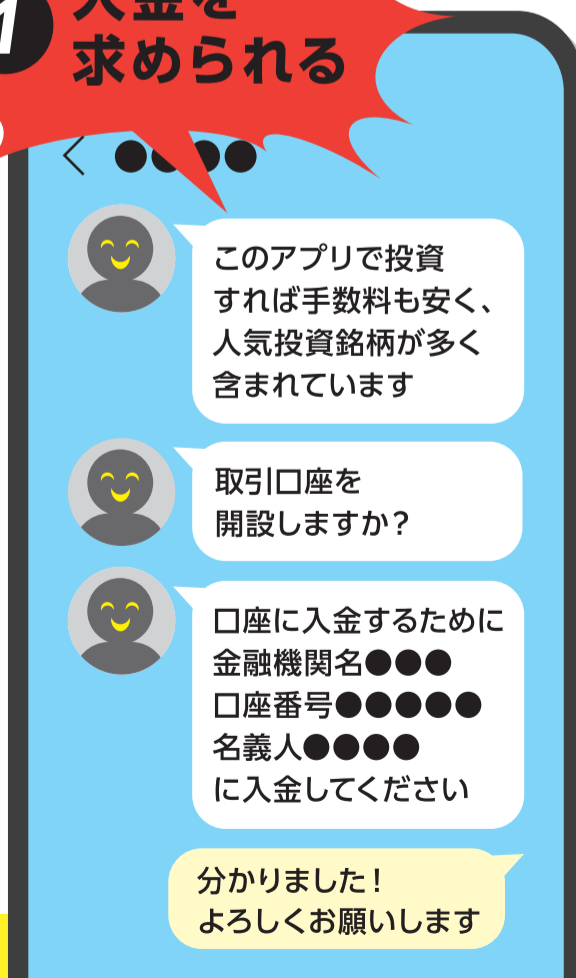 1
入金を
求められる
●●●●
このアプリで投資
すれば手数料も安く、
人気投資銘柄が多く
含まれています
取引口座を
開設しますか？
口座に入金するために
金融機関名●●●
口座番号●●●●●
名義人●●●●
に入金してください
分かりました！
よろしくお願いします